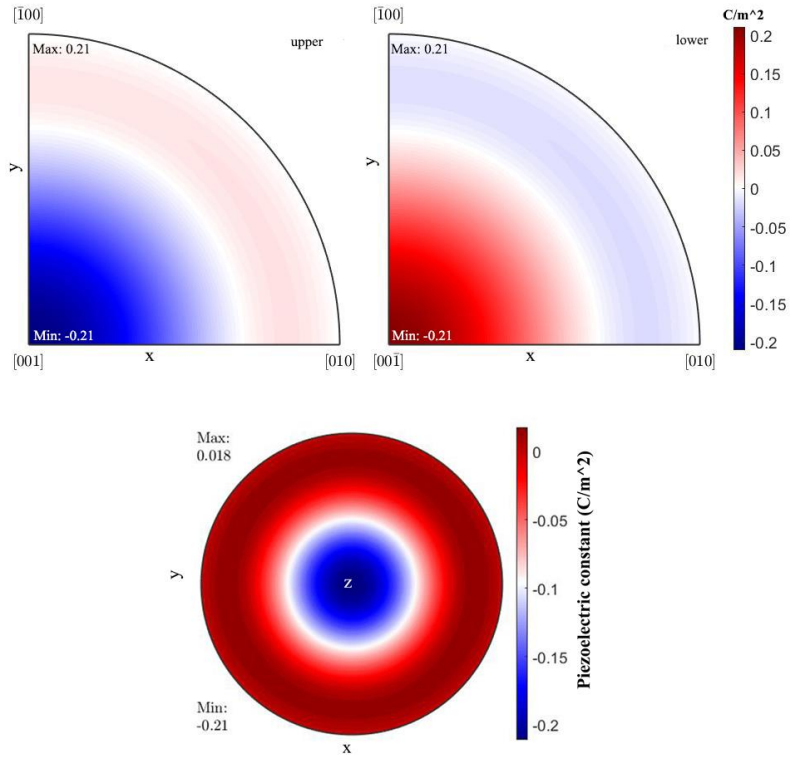 [1̄00]
Max: 0.21
upper
y
Min: -0.21
[001]
x
[010]
[1̄00]
Max: 0.21
lower
y
Min: -0.21
[001̄]
x
[010]
C/m^2
0.2
0.15
0.1
0.05
0
-0.05
-0.1
-0.15
-0.2
Max:
0.018
y
z
Min:
-0.21
x
0
-0.05
-0.1
-0.15
-0.2
Piezoelectric constant (C/m^2)